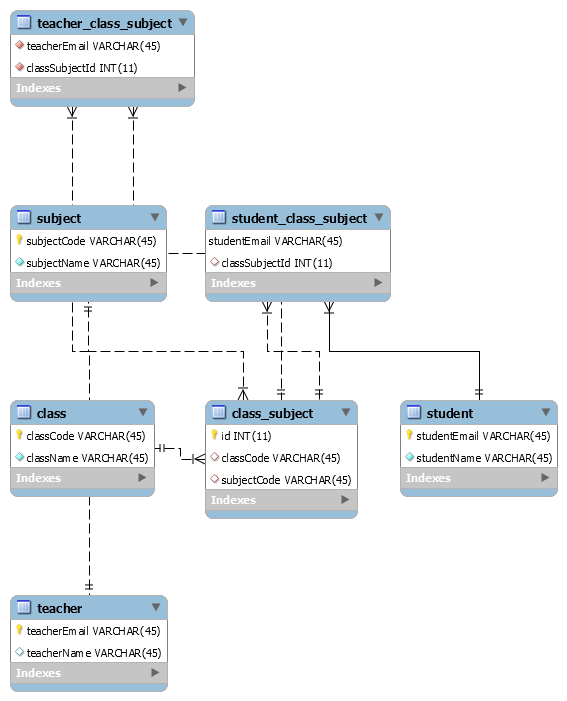 teacher_class_subject
teacherEmail VARCHAR(45)
classSubjectId INT(11)
Indexes
subject
subjectCode VARCHAR(45)
subjectName VARCHAR(45)
Indexes
student_class_subject
studentEmail VARCHAR(45)
classSubjectId INT(11)
Indexes
class
classCode VARCHAR(45)
className VARCHAR(45)
Indexes
class_subject
id INT(11)
classCode VARCHAR(45)
subjectCode VARCHAR(45)
Indexes
student
studentEmail VARCHAR(45)
studentName VARCHAR(45)
Indexes
teacher
teacherEmail VARCHAR(45)
teacherName VARCHAR(45)
Indexes